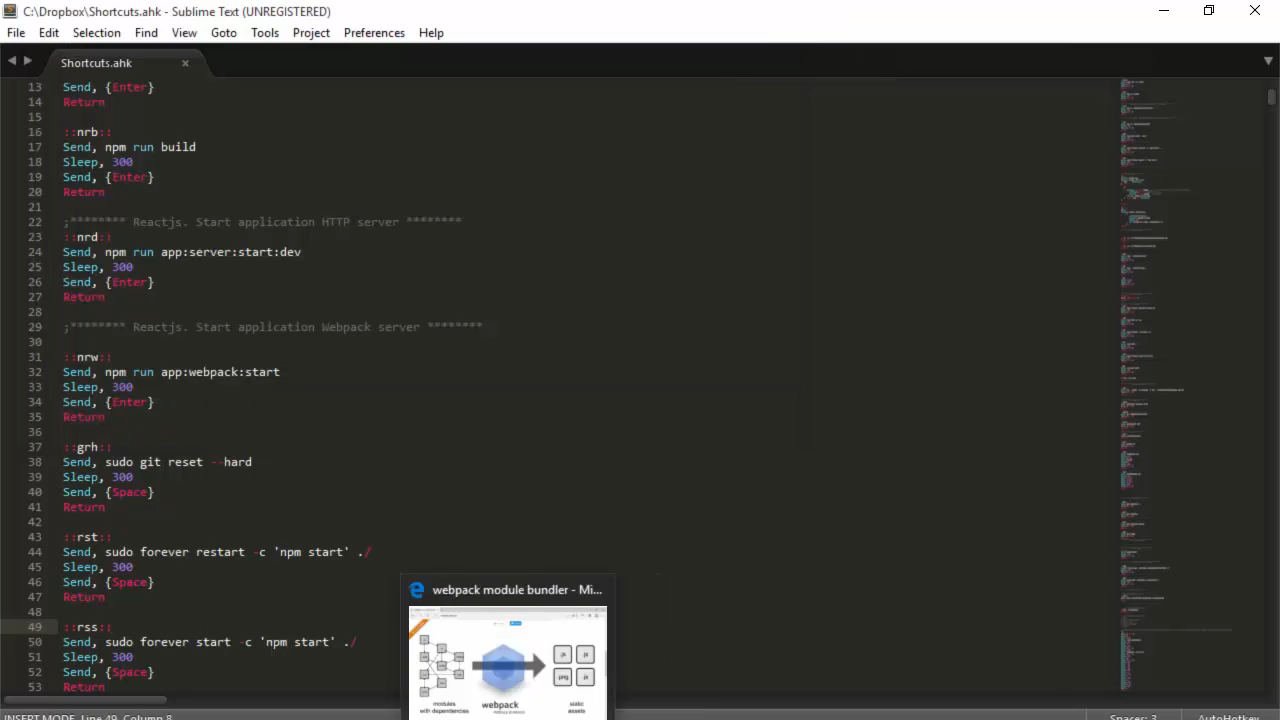 C:\Dropbox\Shortcuts.ahk - Sublime Text (UNREGISTERED)
File Edit Selection Find View Goto Tools Project Preferences Help
Shortcuts.ahk
13 Send, {Enter}
14 Return
15
16 ::nrb::
17 Send, npm run build
18 Sleep, 300
19 Send, {Enter}
20 Return
21
22 ;******** Reactjs. Start application HTTP server ********
23 ::nrd::
24 Send, npm run app:server:start:dev
25 Sleep, 300
26 Send, {Enter}
27 Return
28
29 ;******** Reactjs. Start application Webpack server ********
30
31 ::nrw::
32 Send, npm run app:webpack:start
33 Sleep, 300
34 Send, {Enter}
35 Return
36
37 ::grh::
38 Send, sudo git reset --hard
39 Sleep, 300
40 Send, {Space}
41 Return
42
43 ::rst::
44 Send, sudo forever restart -c 'npm start' ./
45 Sleep, 300
46 Send, {Space}
47 Return
48
49 ::rss::
50 Send, sudo forever start -c 'npm start' ./
51 Sleep, 300
52 Send, {Space}
53 Return
webpack module bundler - Mi...
modules
with dependencies
webpack
static
assets
INSERT MODE, Line 49, Column 8
Spaces: 3
AutoHotkey